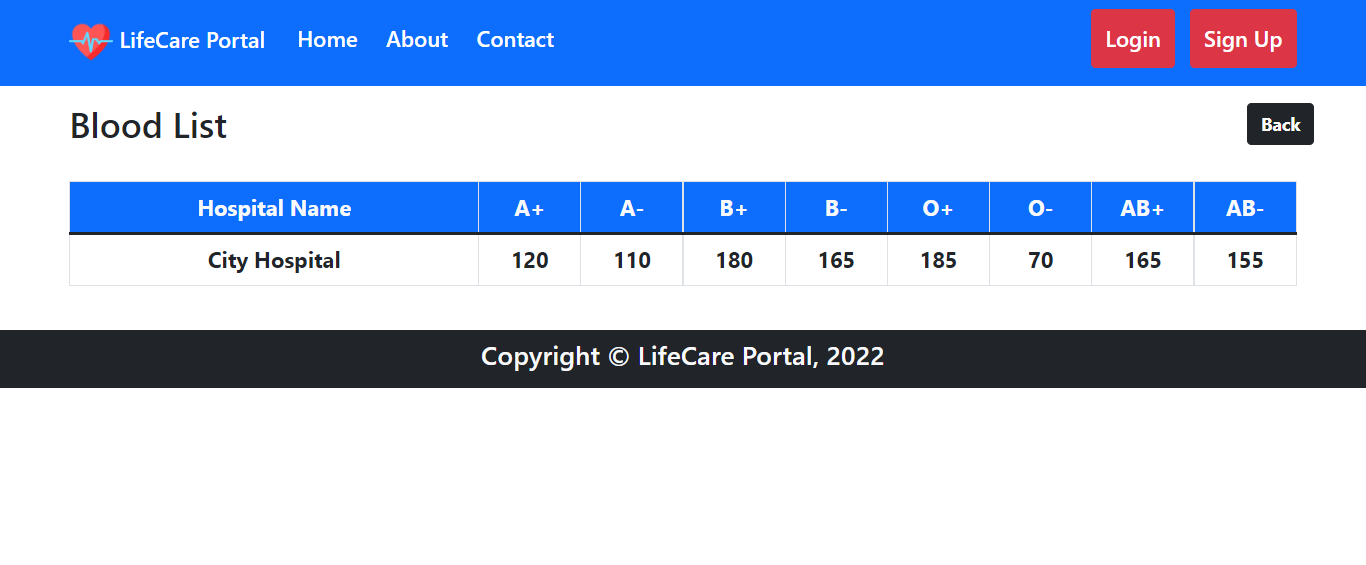 LifeCare Portal Home About Contact Login Sign Up
Blood List Back
Hospital Name A+ A- B+ B- O+ O- AB+ AB-
City Hospital 120 110 180 165 185 70 165 155
Copyright © LifeCare Portal, 2022